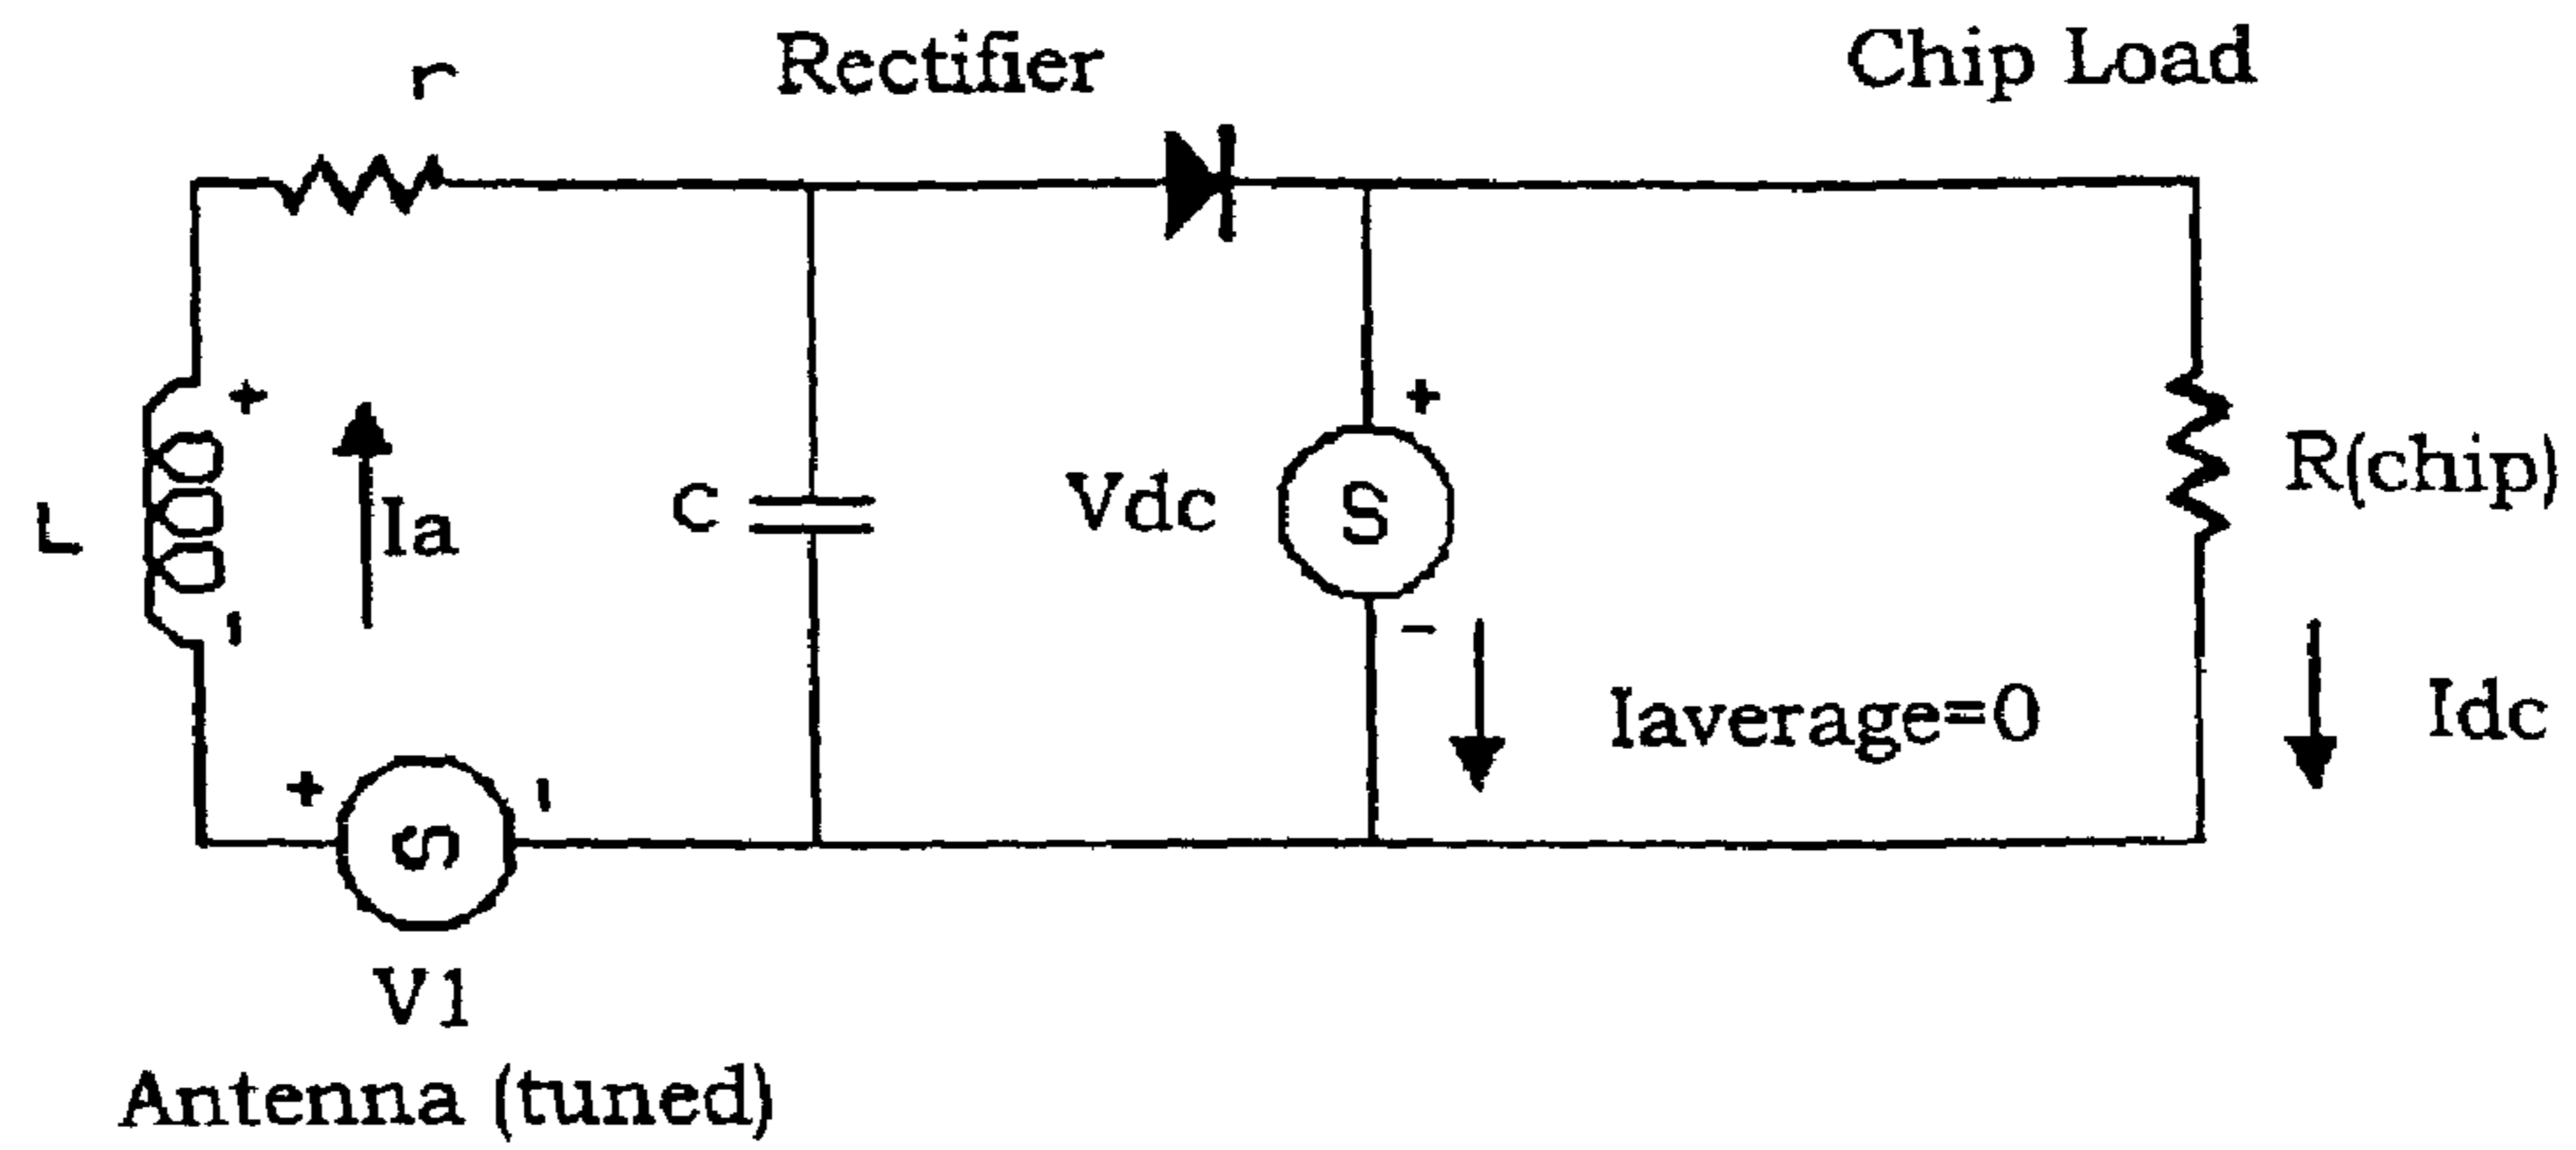 r
Rectifier
Chip Load
+
+
L
Ia
C
Vdc
S
R(chip)
-
-
Iaverage=0
Idc
+
-
S
V1
Antenna (tuned)